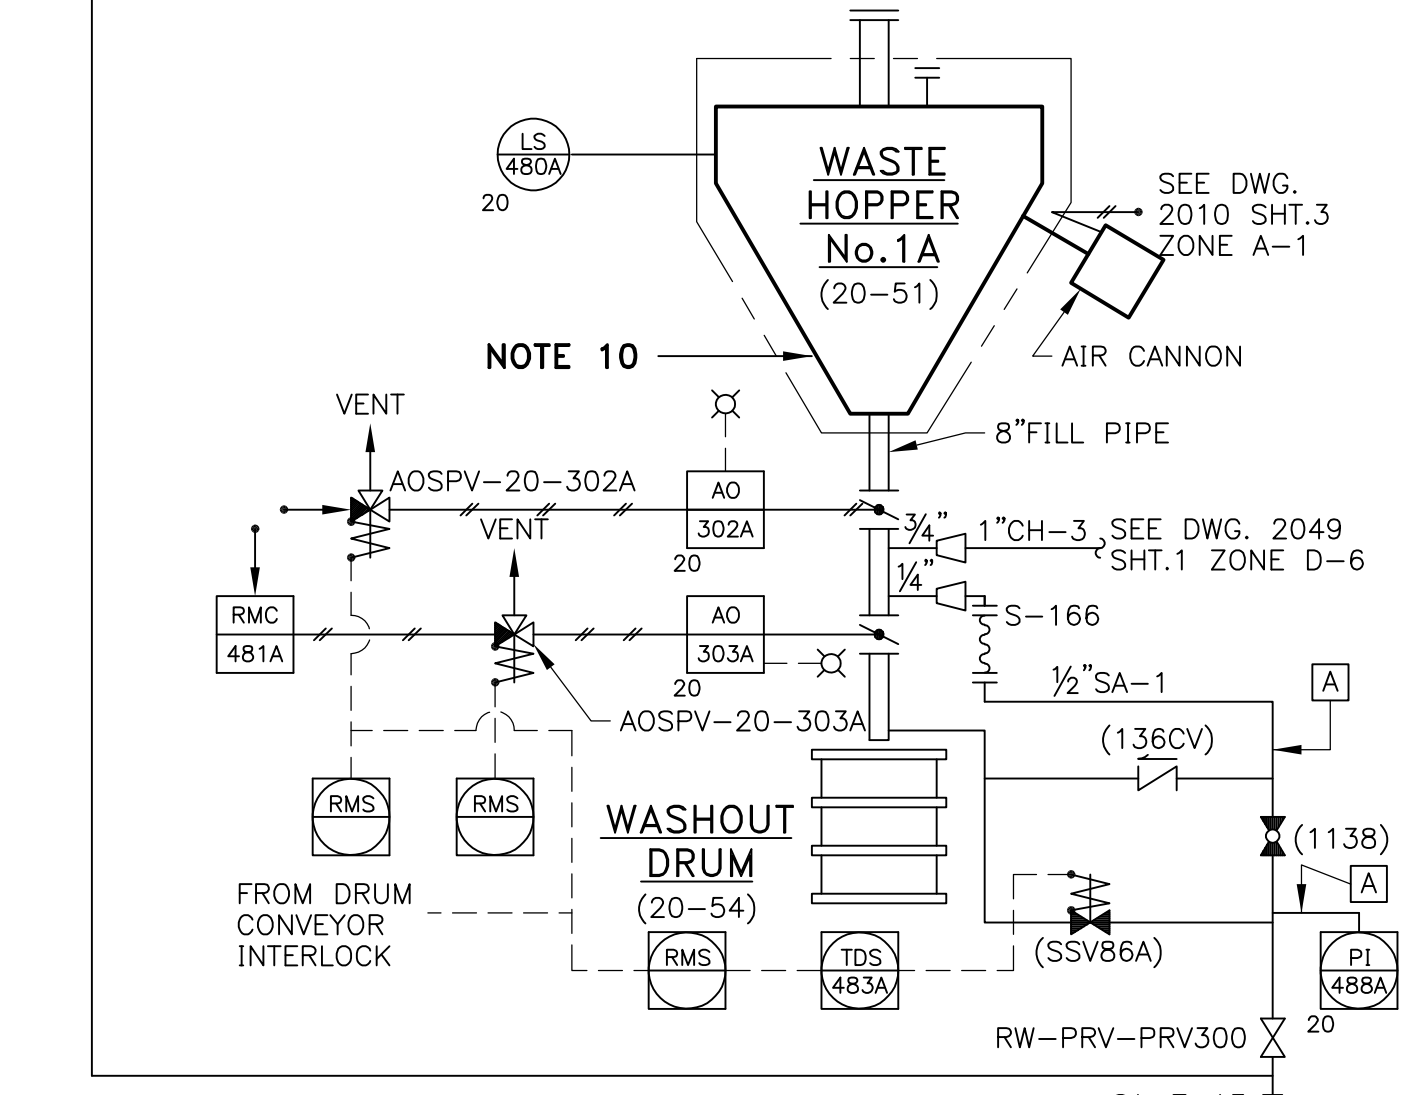 LS
480A
20
WASTE
HOPPER
No.1A
(20-51)
SEE DWG.
2010 SHT.3
ZONE A-1
AIR CANNON
NOTE 10
VENT
8"FILL PIPE
AOSPV-20-302A
AO
302A
20
VENT
3/4"
1"CH-3
SEE DWG. 2049
SHT.1 ZONE D-6
1/4"
S-166
RMC
481A
AO
303A
20
1/2"SA-1
A
AOSPV-20-303A
(136CV)
RMS
RMS
WASHOUT
DRUM
(20-54)
(1138)
A
FROM DRUM
CONVEYOR
INTERLOCK
(SSV86A)
RMS
TDS
483A
PI
488A
20
RW-PRV-PRV300